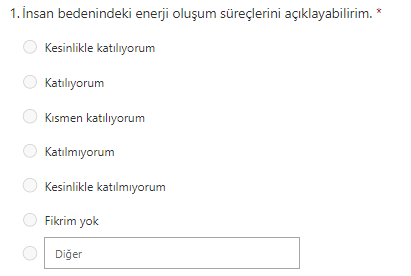 1. İnsan bedenindeki enerji oluşum süreçlerini açıklayabilirim. *
Kesinlikle katılıyorum
Katılıyorum
Kısmen katılıyorum
Katılmıyorum
Kesinlikle katılmıyorum
Fikrim yok
Diğer